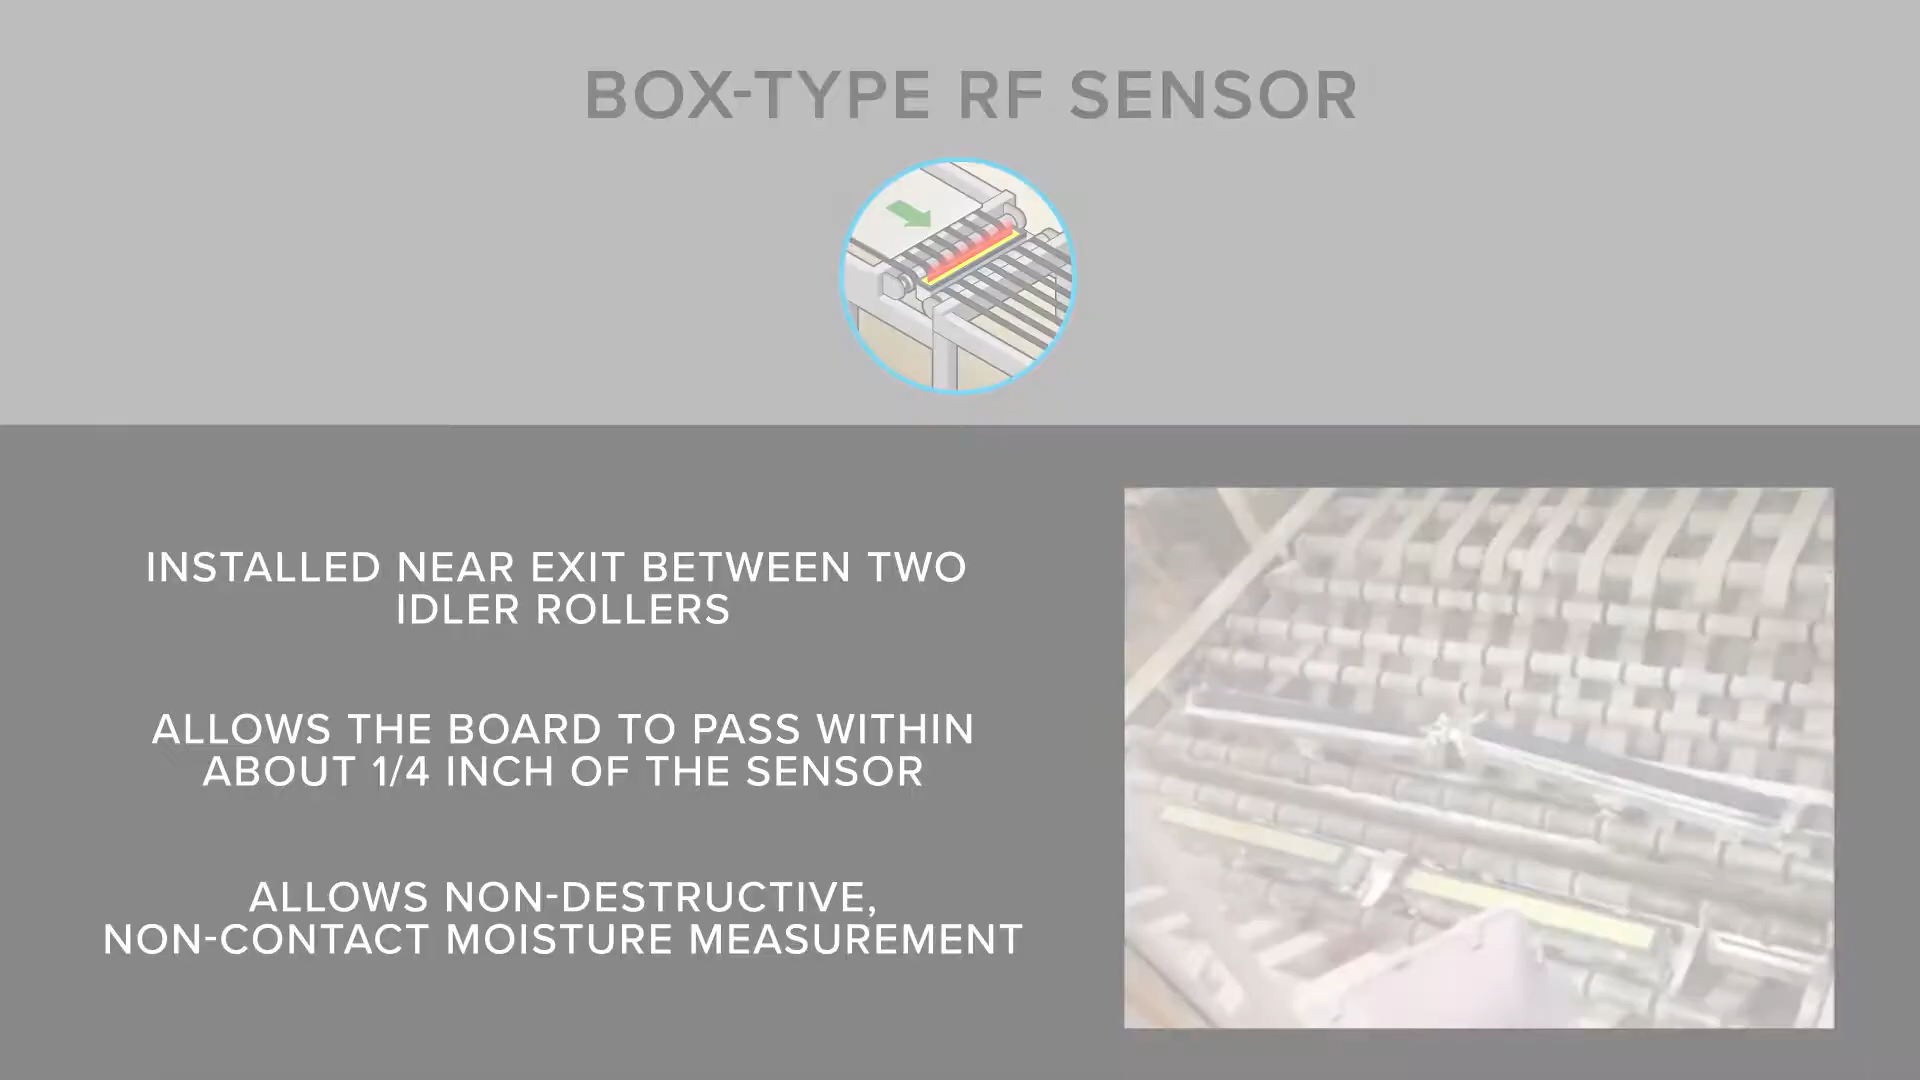 BOX-TYPE RF SENSOR
INSTALLED NEAR EXIT BETWEEN TWO
IDLER ROLLERS
ALLOWS THE BOARD TO PASS WITHIN
ABOUT 1/4 INCH OF THE SENSOR
ALLOWS NON-DESTRUCTIVE,
NON-CONTACT MOISTURE MEASUREMENT